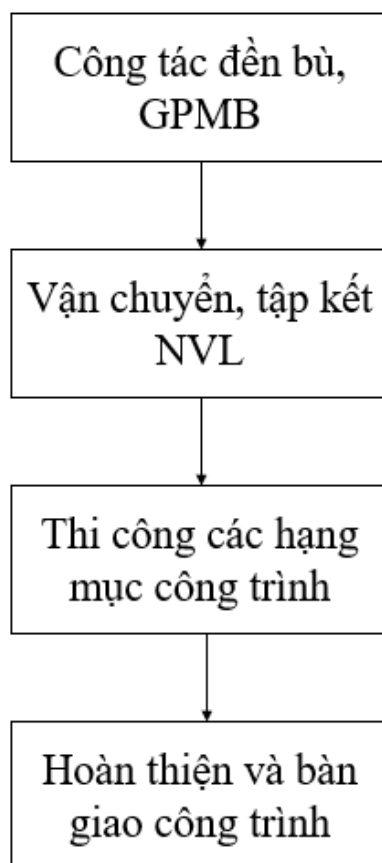 Công tác đền bù,
GPMB
Vận chuyển, tập kết
NVL
Thi công các hạng
mục công trình
Hoàn thiện và bàn
giao công trình